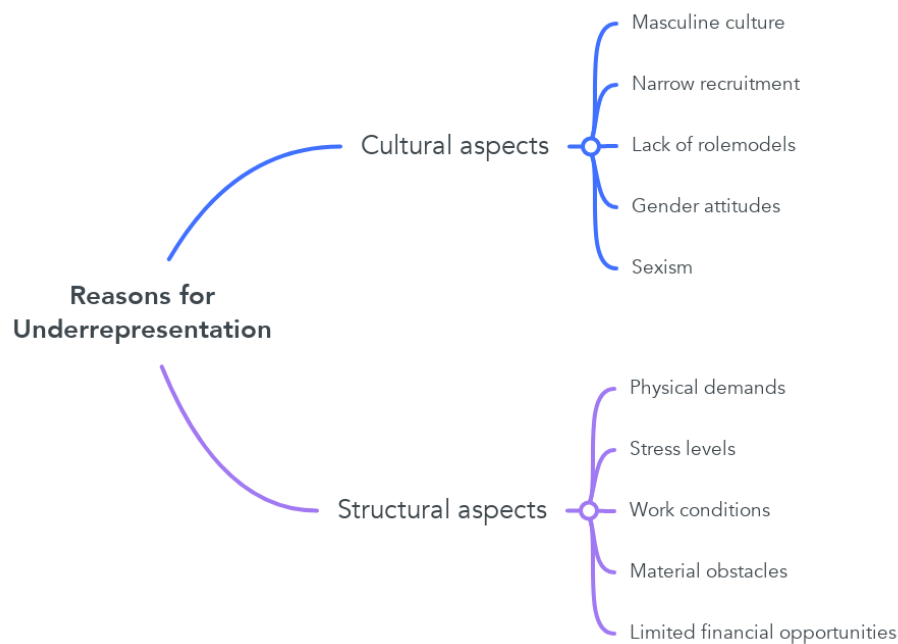 Reasons for
Underrepresentation
Cultural aspects
Masculine culture
Narrow recruitment
Lack of rolemodels
Gender attitudes
Sexism
Structural aspects
Physical demands
Stress levels
Work conditions
Material obstacles
Limited financial opportunities